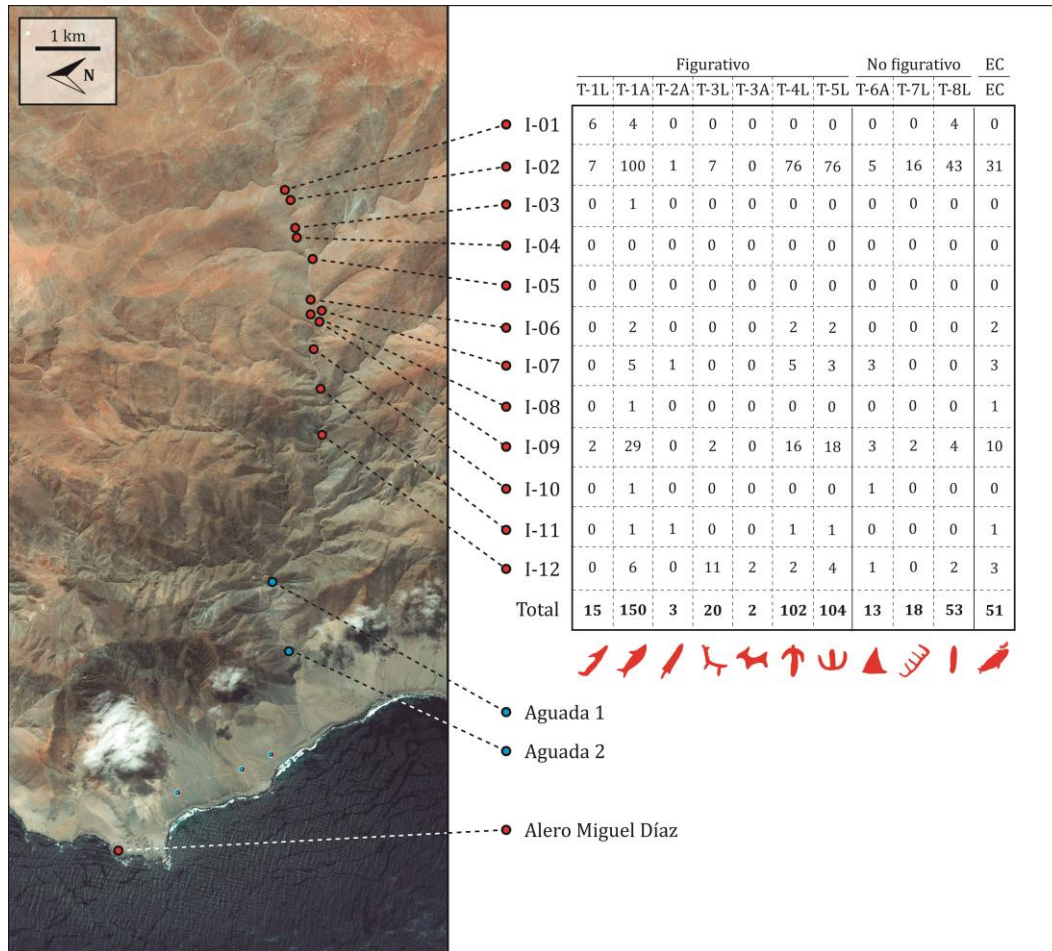 1 km
N
Figurativo No figurativo EC
T-1L T-1A T-2A T-3L T-3A T-4L T-5L T-6A T-7L T-8L EC
I-01 6 4 0 0 0 0 0 0 0 4 0
I-02 7 100 1 7 0 76 76 5 16 43 31
I-03 0 1 0 0 0 0 0 0 0 0 0
I-04 0 0 0 0 0 0 0 0 0 0 0
I-05 0 0 0 0 0 0 0 0 0 0 0
I-06 0 2 0 0 0 2 2 0 0 0 2
I-07 0 5 1 0 0 5 3 3 0 0 3
I-08 0 1 0 0 0 0 0 0 0 0 1
I-09 2 29 0 2 0 16 18 3 2 4 10
I-10 0 1 0 0 0 0 0 1 0 0 0
I-11 0 1 1 0 0 1 1 0 0 0 1
I-12 0 6 0 11 2 2 4 1 0 2 3
Total 15 150 3 20 2 102 104 13 18 53 51
Aguada 1
Aguada 2
Alero Miguel Díaz